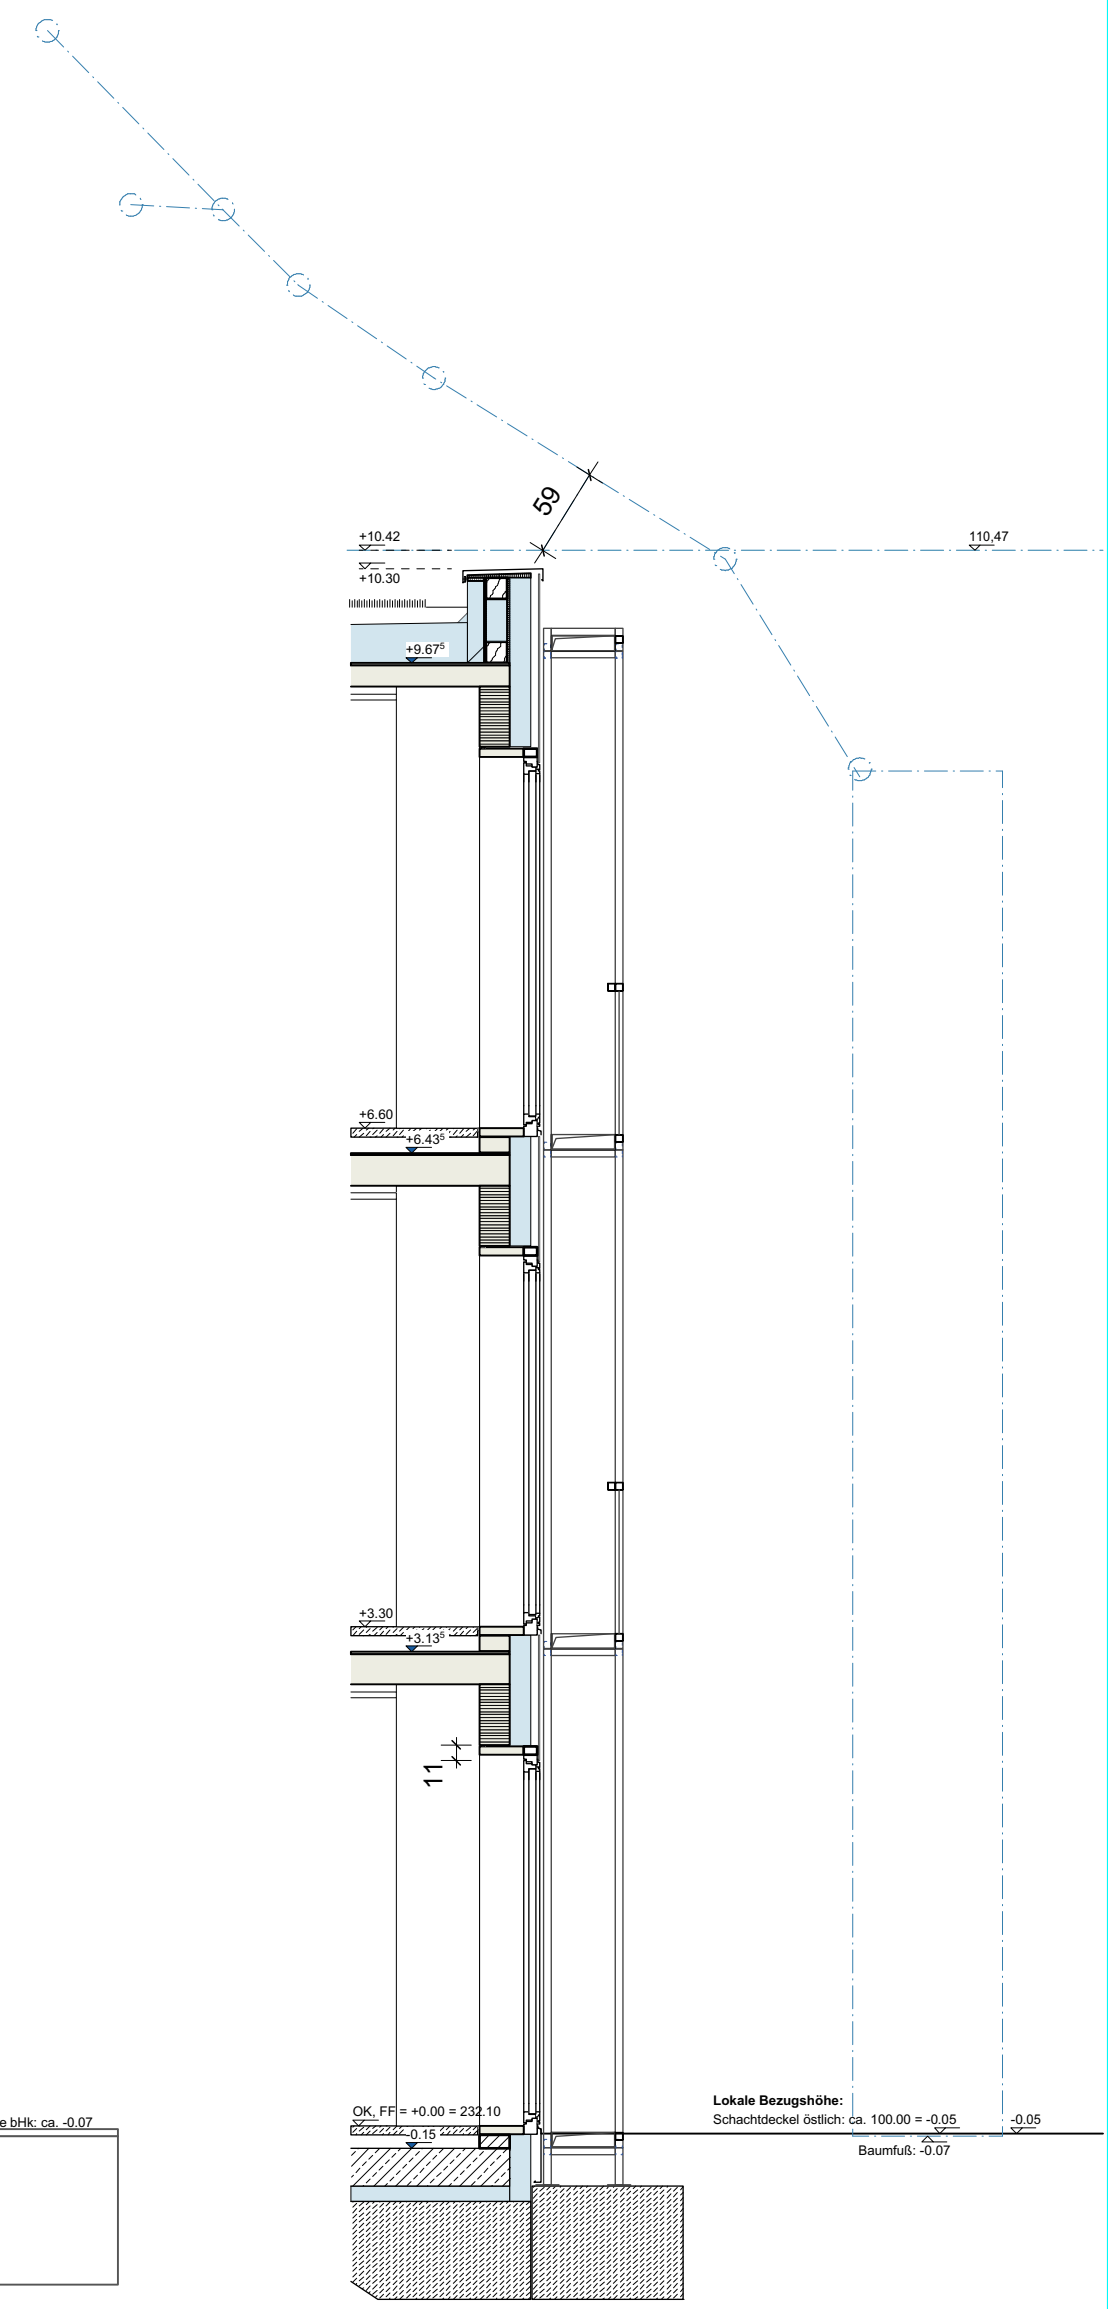 59
+10.42
110,47
+10.30
+9.67⁵
+6.60
+6.43⁵
+3.30
+3.13⁵
11
Lokale Bezugshöhe:
OK, FF = +0.00 = 232.10
Schachtdeckel östlich: ca. 100.00 = -0.05
-0.05
e bHk: ca. -0.07
-0.15
Baumfuß: -0.07